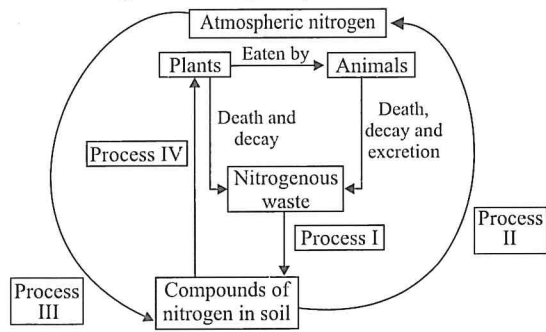 Atmospheric nitrogen
Eaten by
Plants
Animals
Death and
decay
Death,
decay and
excretion
Process IV
Nitrogenous
waste
Process I
Process
II
Process
III
Compounds of
nitrogen in soil